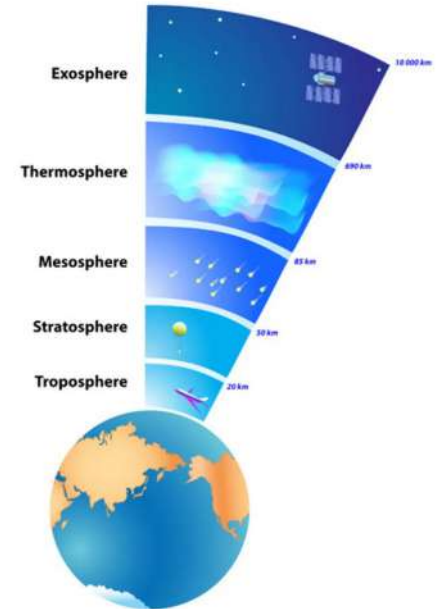 Exosphere
10 000 km
Thermosphere
690 km
Mesosphere
85 km
Stratosphere
50 km
Troposphere
20 km